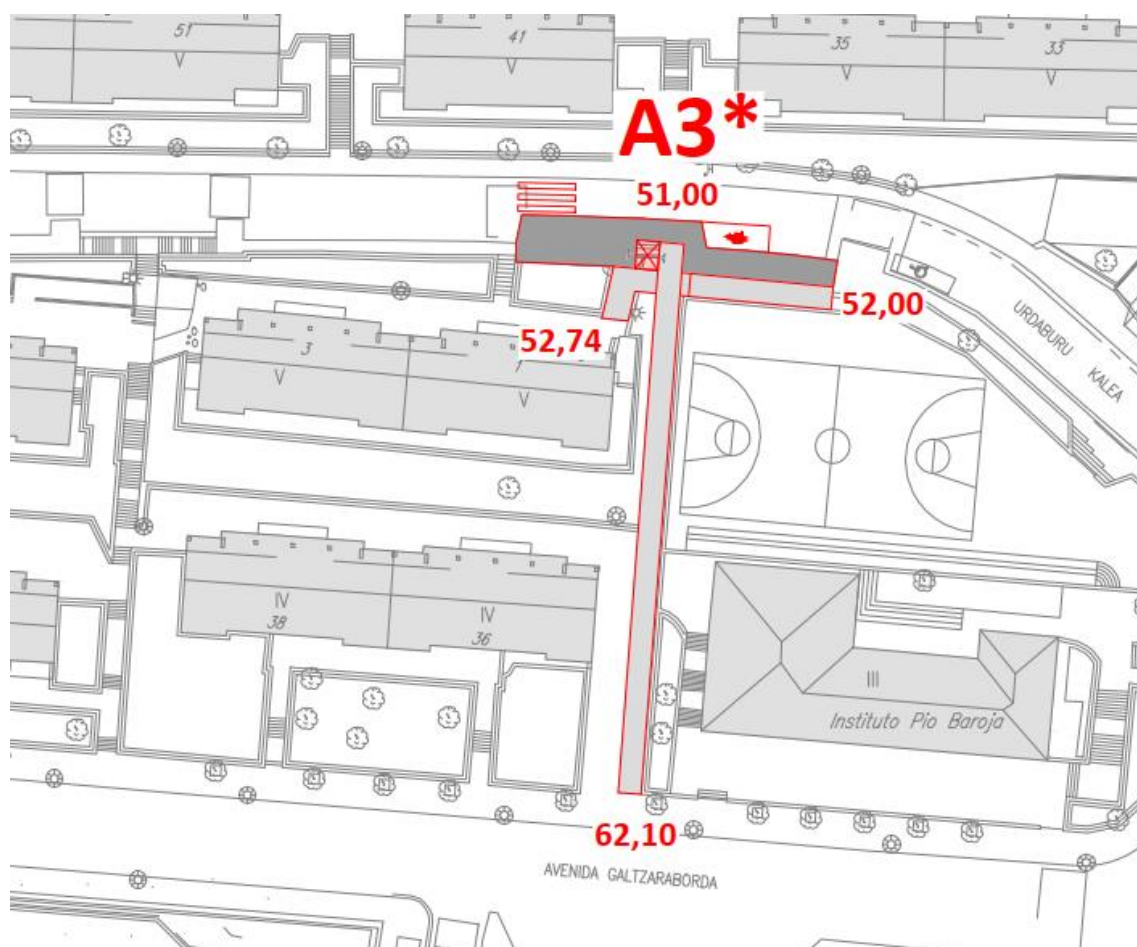 51
41
35
33
V
V
V
V
A3*
51,00
52,00
52,74
URDABURU
KALEA
3
V
V
IV
IV
38
36
III
Instituto Pio Baroja
62,10
AVENIDA GALTZARABORDA